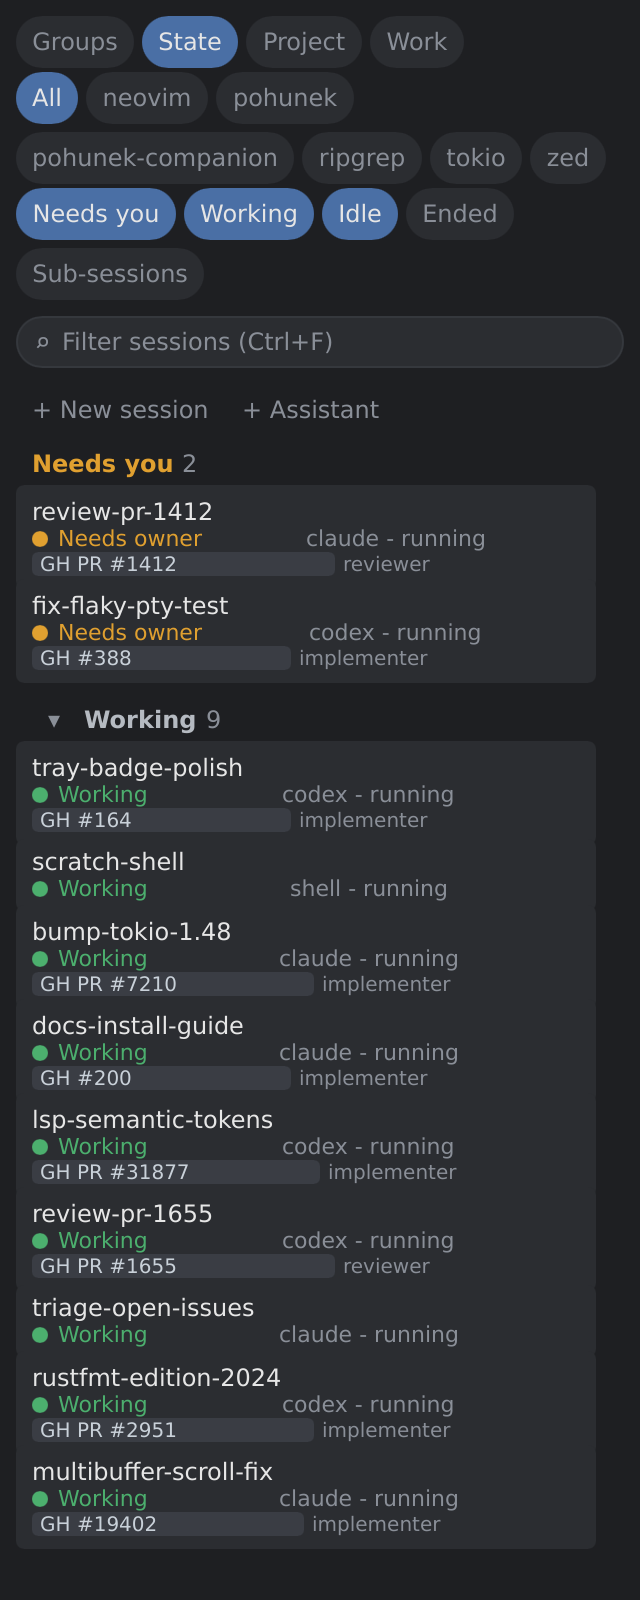 Groups State Project Work
All neovim pohunek
pohunek-companion ripgrep tokio zed
Needs you Working Idle Ended
Sub-sessions
⌕ Filter sessions (Ctrl+F)
+ New session + Assistant
Needs you 2
review-pr-1412
Needs owner claude - running
GH PR #1412 reviewer
fix-flaky-pty-test
Needs owner codex - running
GH #388 implementer
▾ Working 9
tray-badge-polish
Working codex - running
GH #164 implementer
scratch-shell
Working shell - running
bump-tokio-1.48
Working claude - running
GH PR #7210 implementer
docs-install-guide
Working claude - running
GH #200 implementer
lsp-semantic-tokens
Working codex - running
GH PR #31877 implementer
review-pr-1655
Working codex - running
GH PR #1655 reviewer
triage-open-issues
Working claude - running
rustfmt-edition-2024
Working codex - running
GH PR #2951 implementer
multibuffer-scroll-fix
Working claude - running
GH #19402 implementer